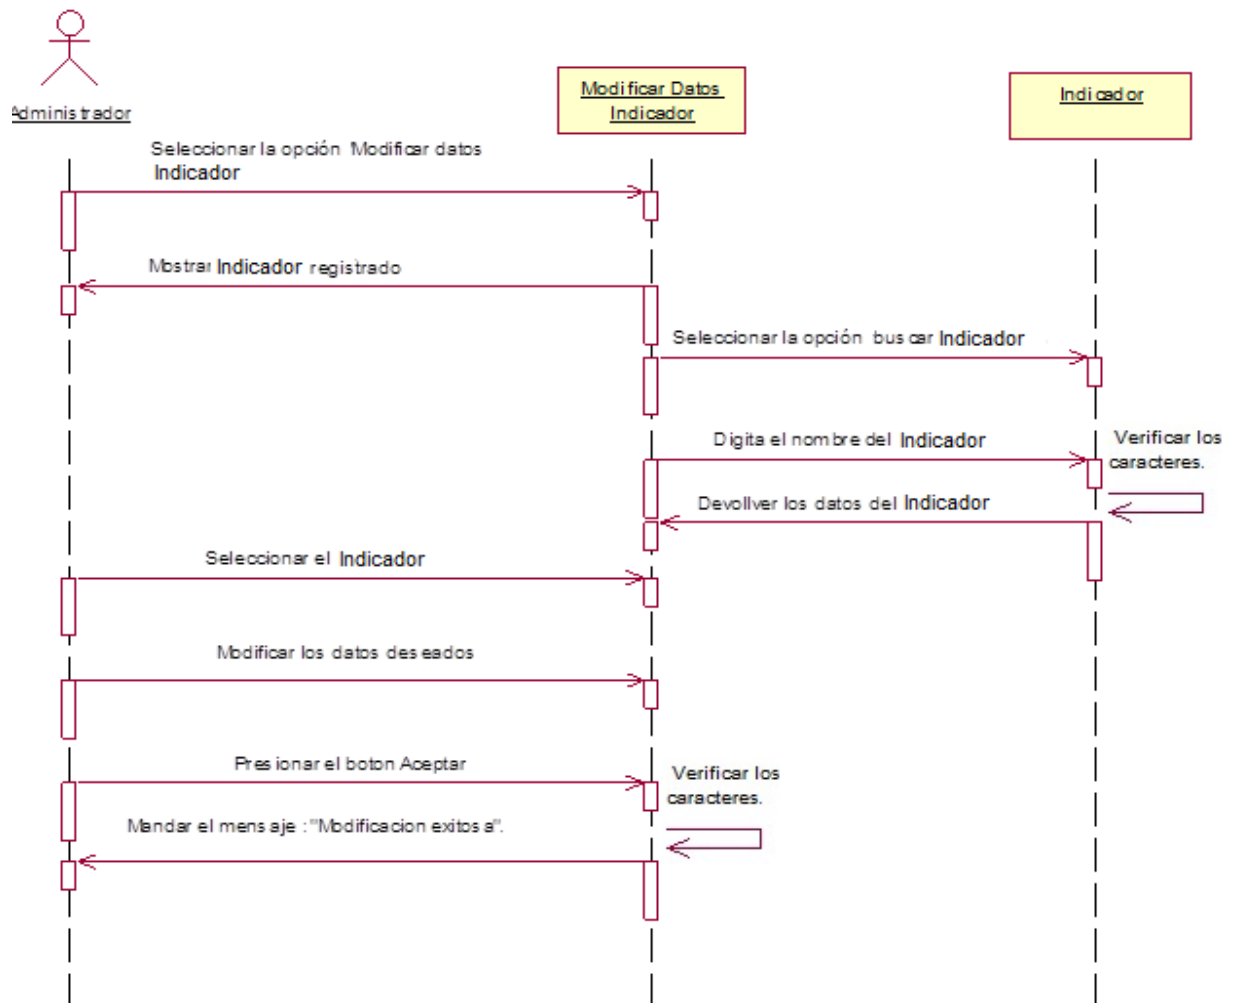 Administrador
Modificar Datos
Indicador
Indicador
Seleccionar la opción 'Modificar datos
Indicador
Mostrar Indicador registrado
Seleccionar la opción buscar Indicador
Digita el nombre del Indicador
Verificar los
caracteres.
Devollver los datos del Indicador
Seleccionar el Indicador
Modificar los datos deseados
Presionar el boton Aceptar
Verificar los
caracteres.
Mandar el mensaje : "Modificacion exitosa".